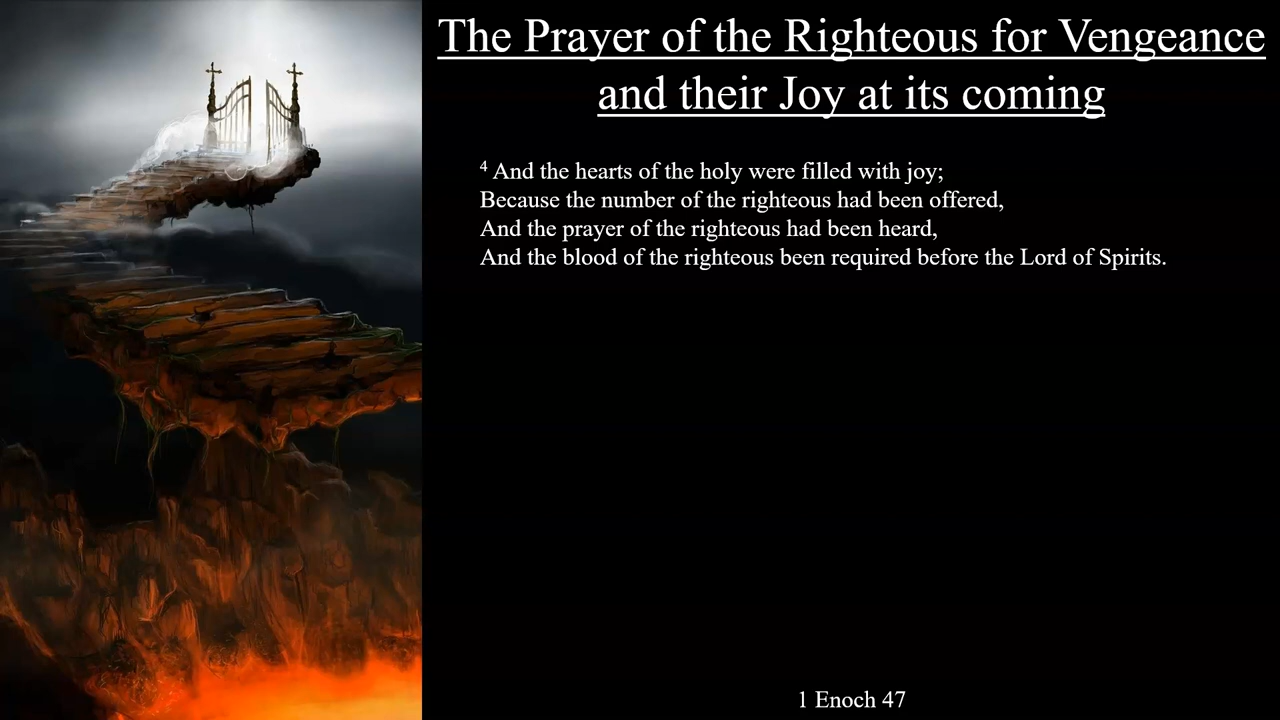 The Prayer of the Righteous for Vengeance
and their Joy at its coming
⁴ And the hearts of the holy were filled with joy;
Because the number of the righteous had been offered,
And the prayer of the righteous had been heard,
And the blood of the righteous been required before the Lord of Spirits.
1 Enoch 47